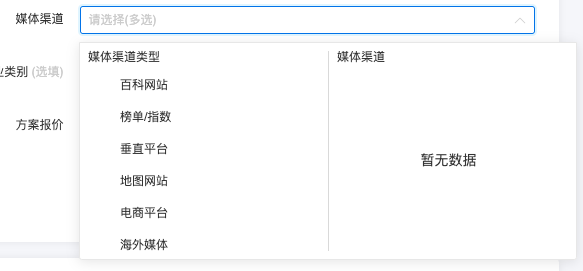 媒体渠道
请选择(多选)
媒体渠道类型
媒体渠道
业类别 (选填)
百科网站
榜单/指数
方案报价
垂直平台
暂无数据
地图网站
电商平台
海外媒体